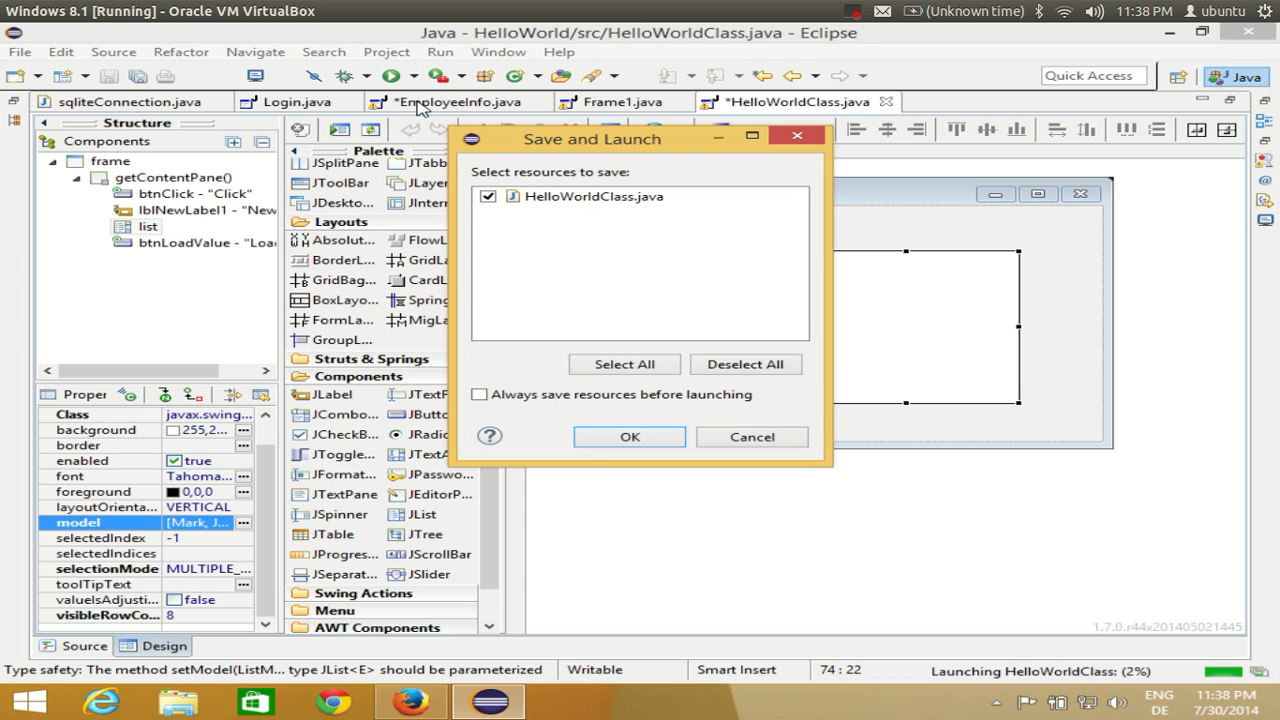 Windows 8.1 [Running] - Oracle VM VirtualBox
(Unknown time)
11:38 PM
ubuntu
Java - HelloWorld/src/HelloWorldClass.java - Eclipse
File Edit Source Refactor Navigate Search Project Run Window Help
Quick Access
Java
sqliteConnection.java
Login.java
*EmployeeInfo.java
Frame1.java
*HelloWorldClass.java
Structure
Components
frame
getContentPane()
btnClick - "Click"
lblNewLabel1 - "New
list
btnLoadValue - "Loa
Proper
Class javax.swing...
background 255,2...
border
enabled true
font Tahoma...
foreground 0,0,0
layoutOrienta... VERTICAL
model [Mark, J...
selectedIndex -1
selectedIndices
selectionMode MULTIPLE_...
toolTipText
valueIsAdjusti... false
visibleRowCo... 8
Source Design
Palette
JSplitPane JTabb
JToolBar JLayer
JDeskto... JInter
Layouts
Absolut... FlowL
BorderL... GridLa
GridBag... CardL
BoxLayo... Spring
FormLa... MigLa
GroupL...
Struts & Springs
Components
JLabel JTextF
JCombo... JButto
JCheckB... JRadio
JToggle... JTextA
JFormat... JPasswo...
JTextPane JEditorP...
JSpinner JList
JTable JTree
JProgres... JScrollBar
JSeparat... JSlider
Swing Actions
Menu
AWT Components
Save and Launch
Select resources to save:
HelloWorldClass.java
Select All Deselect All
Always save resources before launching
OK Cancel
1.7.0.r44x201405021445
Type safety: The method setModel(ListM... type JList<E> should be parameterized
Writable
Smart Insert
74 : 22
Launching HelloWorldClass: (2%)
ENG
DE
11:38 PM
7/30/2014